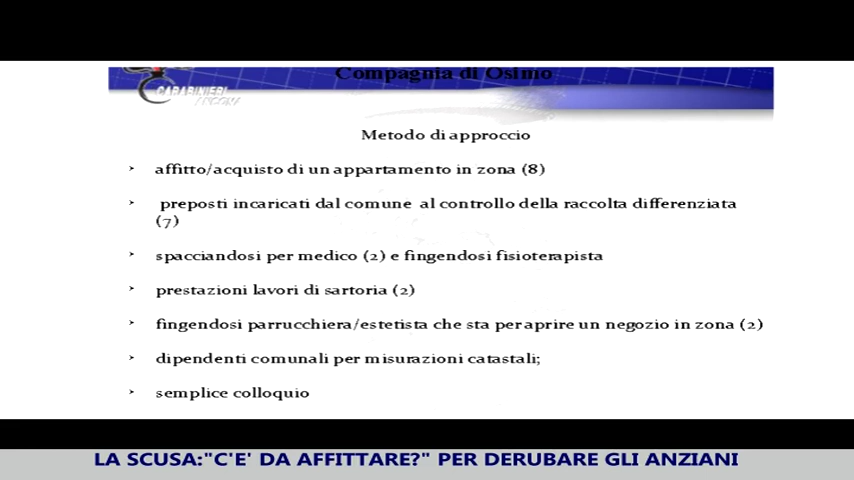 Compagnia di Osimo
CARABINIERI
ANCONA
Metodo di approccio
affitto/acquisto di un appartamento in zona (8)
preposti incaricati dal comune al controllo della raccolta differenziata
(7)
spacciandosi per medico (2) e fingendosi fisioterapista
prestazioni lavori di sartoria (2)
fingendosi parrucchiera/estetista che sta per aprire un negozio in zona (2)
dipendenti comunali per misurazioni catastali;
semplice colloquio
LA SCUSA:"C'E' DA AFFITTARE?" PER DERUBARE GLI ANZIANI